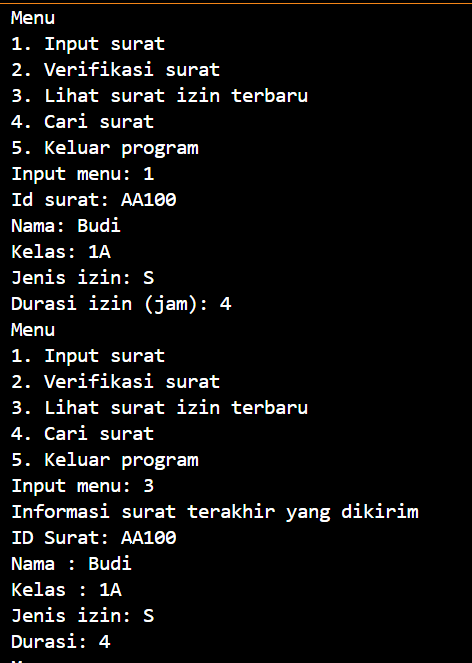 Menu
1. Input surat
2. Verifikasi surat
3. Lihat surat izin terbaru
4. Cari surat
5. Keluar program
Input menu: 1
Id surat: AA100
Nama: Budi
Kelas: 1A
Jenis izin: S
Durasi izin (jam): 4
Menu
1. Input surat
2. Verifikasi surat
3. Lihat surat izin terbaru
4. Cari surat
5. Keluar program
Input menu: 3
Informasi surat terakhir yang dikirim
ID Surat: AA100
Nama : Budi
Kelas : 1A
Jenis izin: S
Durasi: 4